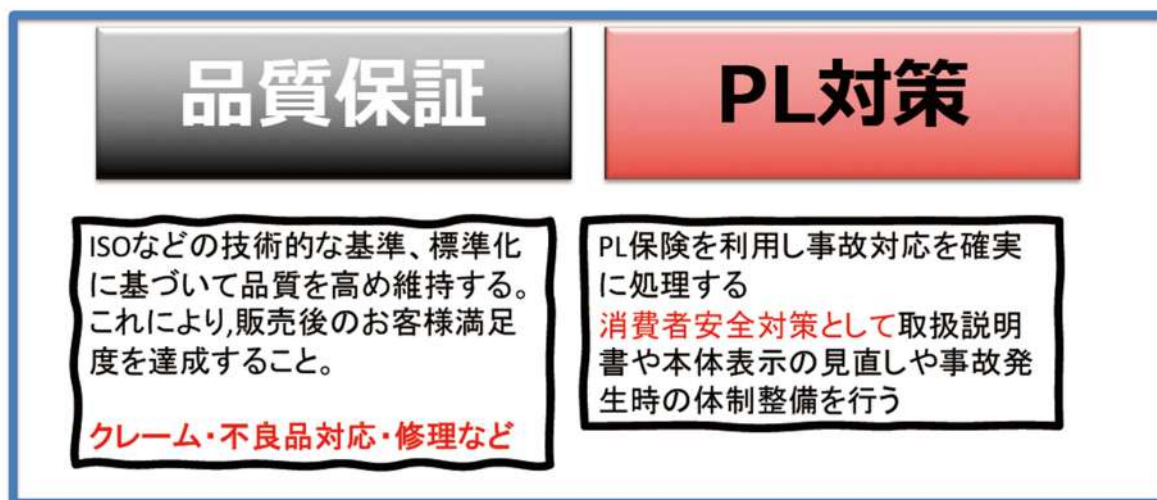 品質保証
PL対策
ISOなどの技術的な基準、標準化
に基づいて品質を高め維持する。
これにより,販売後のお客様満足
度を達成すること。
クレーム・不良品対応・修理など
PL保険を利用し事故対応を確実
に処理する
消費者安全対策として取扱説明
書や本体表示の見直しや事故発
生時の体制整備を行う